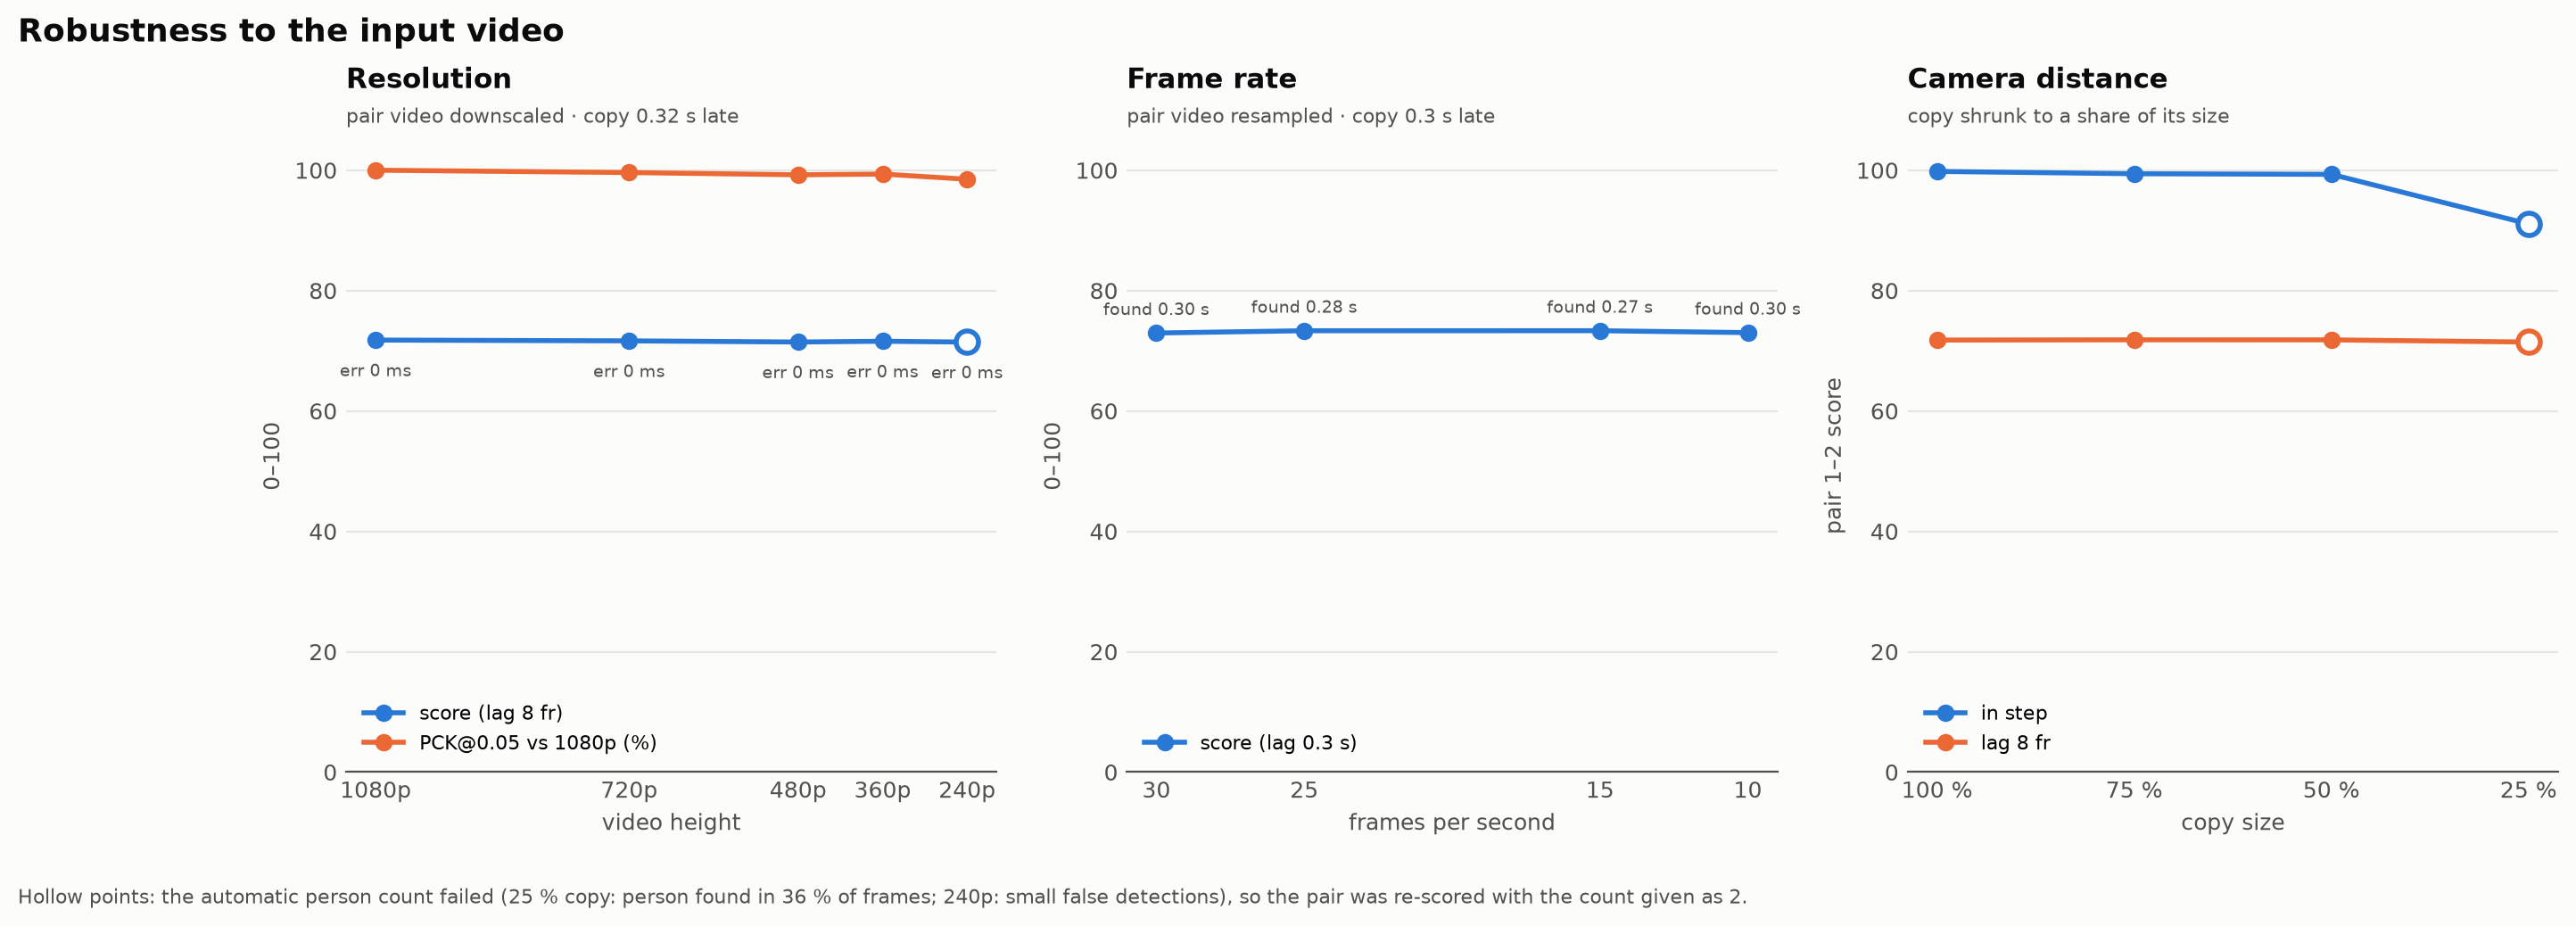 Robustness to the input video
Resolution
pair video downscaled · copy 0.32 s late
100
80
60
40
20
0
0–100
err 0 ms
err 0 ms
err 0 ms
err 0 ms
err 0 ms
score (lag 8 fr)
PCK@0.05 vs 1080p (%)
1080p
720p
480p
360p
240p
video height
Frame rate
pair video resampled · copy 0.3 s late
100
80
60
40
20
0
0–100
found 0.30 s
found 0.28 s
found 0.27 s
found 0.30 s
score (lag 0.3 s)
30
25
15
10
frames per second
Camera distance
copy shrunk to a share of its size
100
80
60
40
20
0
pair 1–2 score
in step
lag 8 fr
100 %
75 %
50 %
25 %
copy size
Hollow points: the automatic person count failed (25 % copy: person found in 36 % of frames; 240p: small false detections), so the pair was re-scored with the count given as 2.